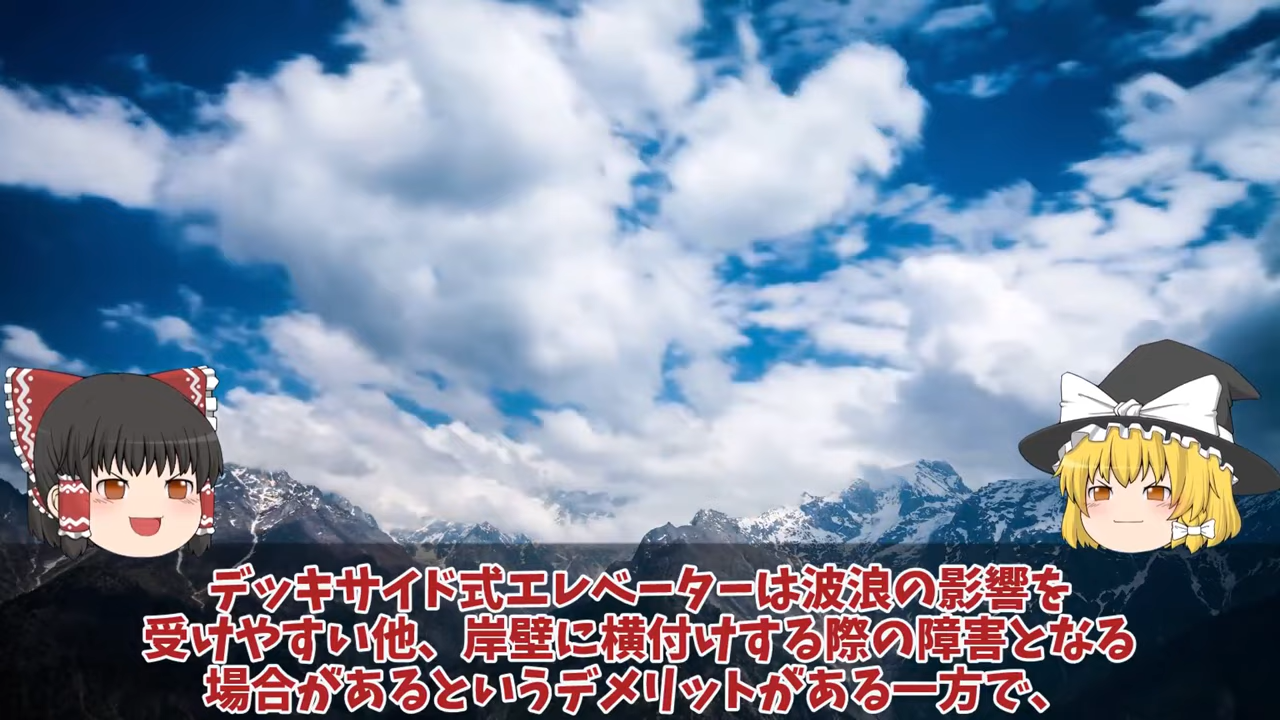 デッキサイド式エレベーターは波浪の影響を
受けやすい他、岸壁に横付けする際の障害となる
場合があるというデメリットがある一方で、